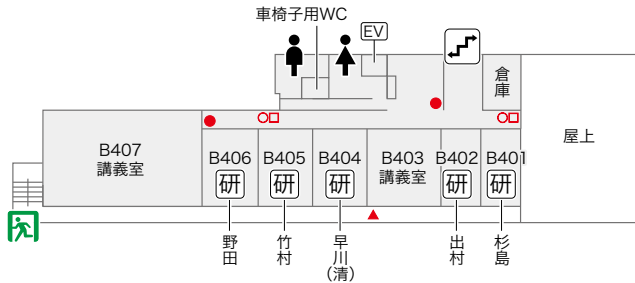 車椅子用WC
EV
倉庫
屋上
B407
講義室
B406
研
B405
研
B404
研
B403
講義室
B402
研
B401
研
野田
竹村
早川(清)
出村
杉島